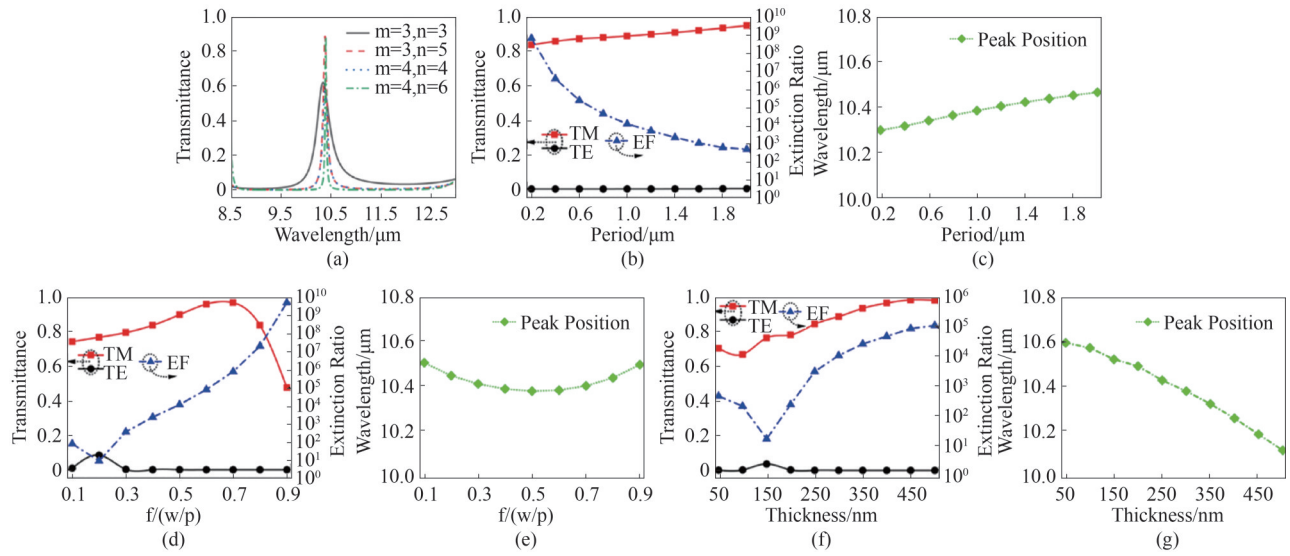 1.0
0.8
0.6
0.4
0.2
0
Transmittance
m=3,n=3
m=3,n=5
m=4,n=4
m=4,n=6
8.5 9.5 10.5 11.5 12.5
Wavelength/μm
(a)
1.0
0.8
0.6
0.4
0.2
0
Transmittance
TM
TE
EF
10^10
10^9
10^8
10^7
10^6
10^5
10^4
10^3
10^2
10^1
10^0
Extinction Ratio
0.2 0.6 1.0 1.4 1.8
Period/μm
(b)
10.8
10.6
10.4
10.2
10.0
Wavelength/μm
Peak Position
0.2 0.6 1.0 1.4 1.8
Period/μm
(c)
1.0
0.8
0.6
0.4
0.2
0
Transmittance
TM
TE
EF
10^10
10^9
10^8
10^7
10^6
10^5
10^4
10^3
10^2
10^1
10^0
Extinction Ratio
0.1 0.3 0.5 0.7 0.9
f/(w/p)
(d)
10.8
10.6
10.4
10.2
10.0
Wavelength/μm
Peak Position
0.1 0.3 0.5 0.7 0.9
f/(w/p)
(e)
1.0
0.8
0.6
0.4
0.2
0
Transmittance
TM
TE
EF
10^6
10^5
10^4
10^3
10^2
10^1
10^0
Extinction Ratio
50 150 250 350 450
Thickness/nm
(f)
10.8
10.6
10.4
10.2
10.0
Wavelength/μm
Peak Position
50 150 250 350 450
Thickness/nm
(g)